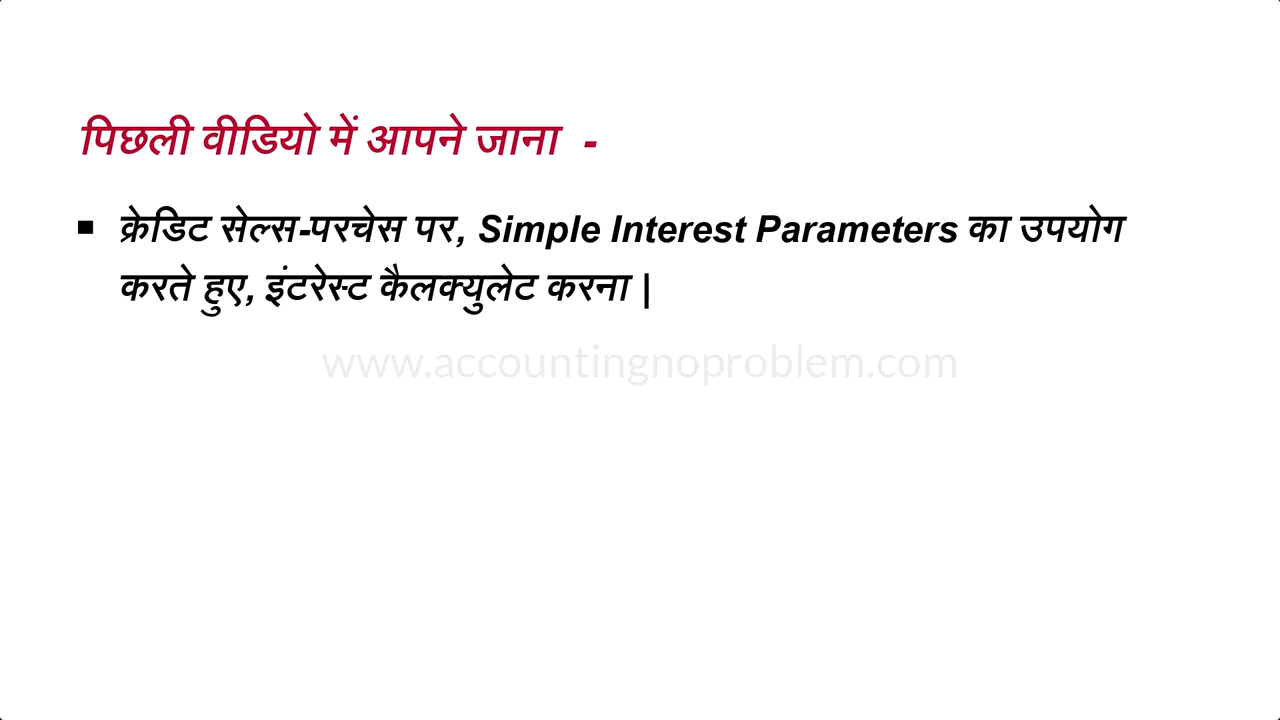 पिछली वीडियो में आपने जाना -
▪ क्रेडिट सेल्स-परचेस पर, Simple Interest Parameters का उपयोग
करते हुए, इंटरेस्ट कैलक्युलेट करना |
www.accountingnoproblem.com